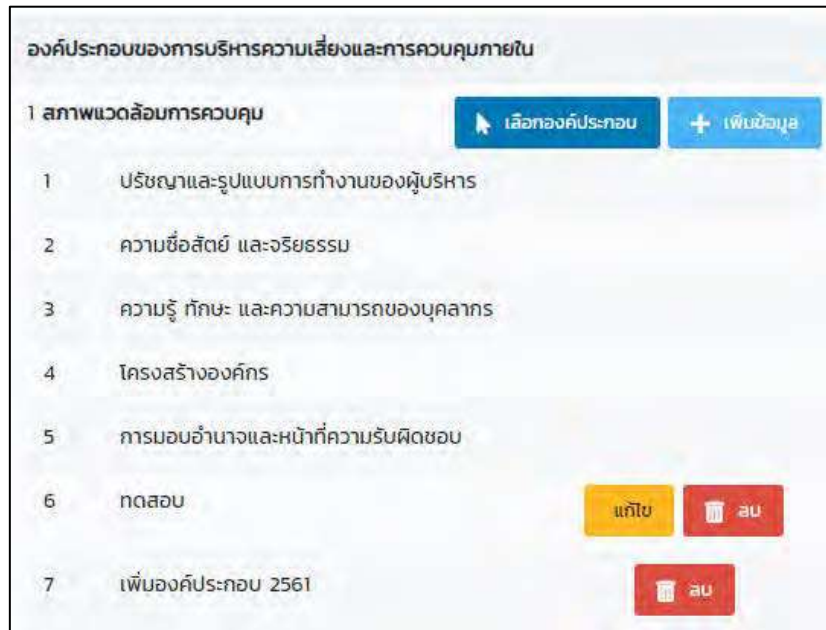 องค์ประกอบของการบริหารความเสี่ยงและการควบคุมภายใน
1 สภาพแวดล้อมการควบคุม เลือกองค์ประกอบ + เพิ่มข้อมูล
1 ปรัชญาและรูปแบบการทำงานของผู้บริหาร
2 ความซื่อสัตย์ และจริยธรรม
3 ความรู้ ทักษะ และความสามารถของบุคลากร
4 โครงสร้างองค์กร
5 การมอบอำนาจและหน้าที่ความรับผิดชอบ
6 ทดสอบ แก้ไข ลบ
7 เพิ่มองค์ประกอบ 2561 ลบ